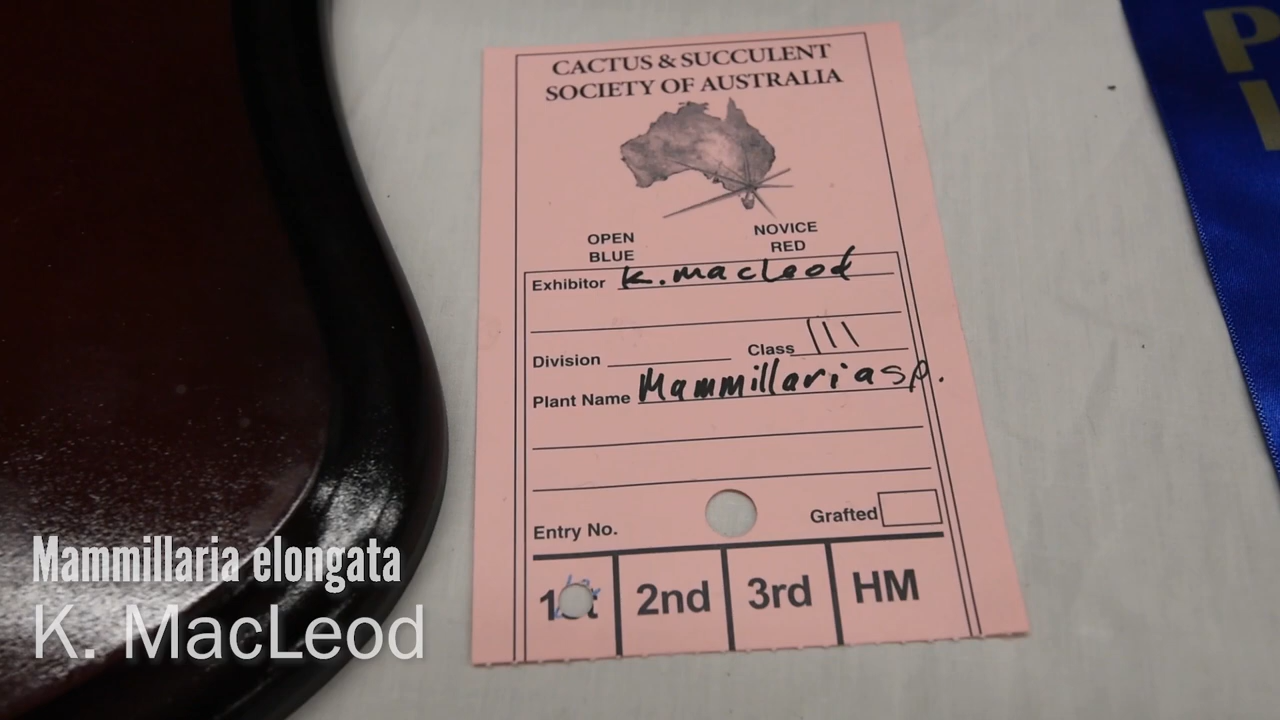 CACTUS & SUCCULENT
SOCIETY OF AUSTRALIA
OPEN
BLUE
NOVICE
RED
Exhibitor K. macleod
Division
Class 111
Plant Name Mammillaria sp.
Entry No.
Grafted
1st 2nd 3rd HM
Mammillaria elongata
K. MacLeod